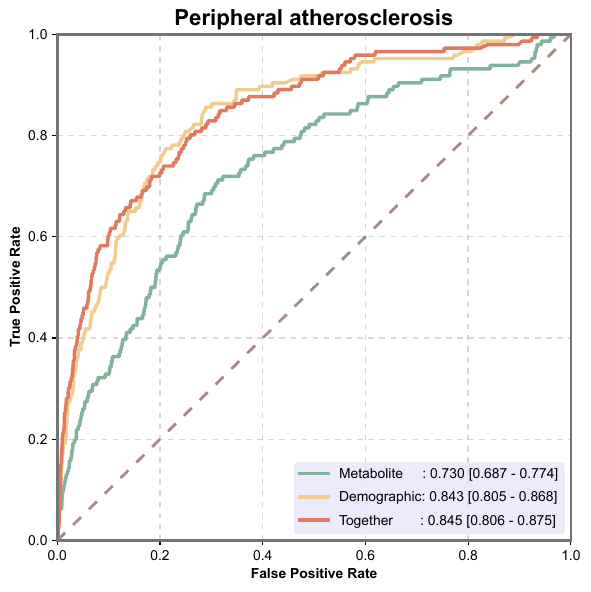 Peripheral atherosclerosis
1.0
0.8
0.6
0.4
0.2
0.0
True Positive Rate
Metabolite : 0.730 [0.687 - 0.774]
Demographic: 0.843 [0.805 - 0.868]
Together : 0.845 [0.806 - 0.875]
0.0 0.2 0.4 0.6 0.8 1.0
False Positive Rate